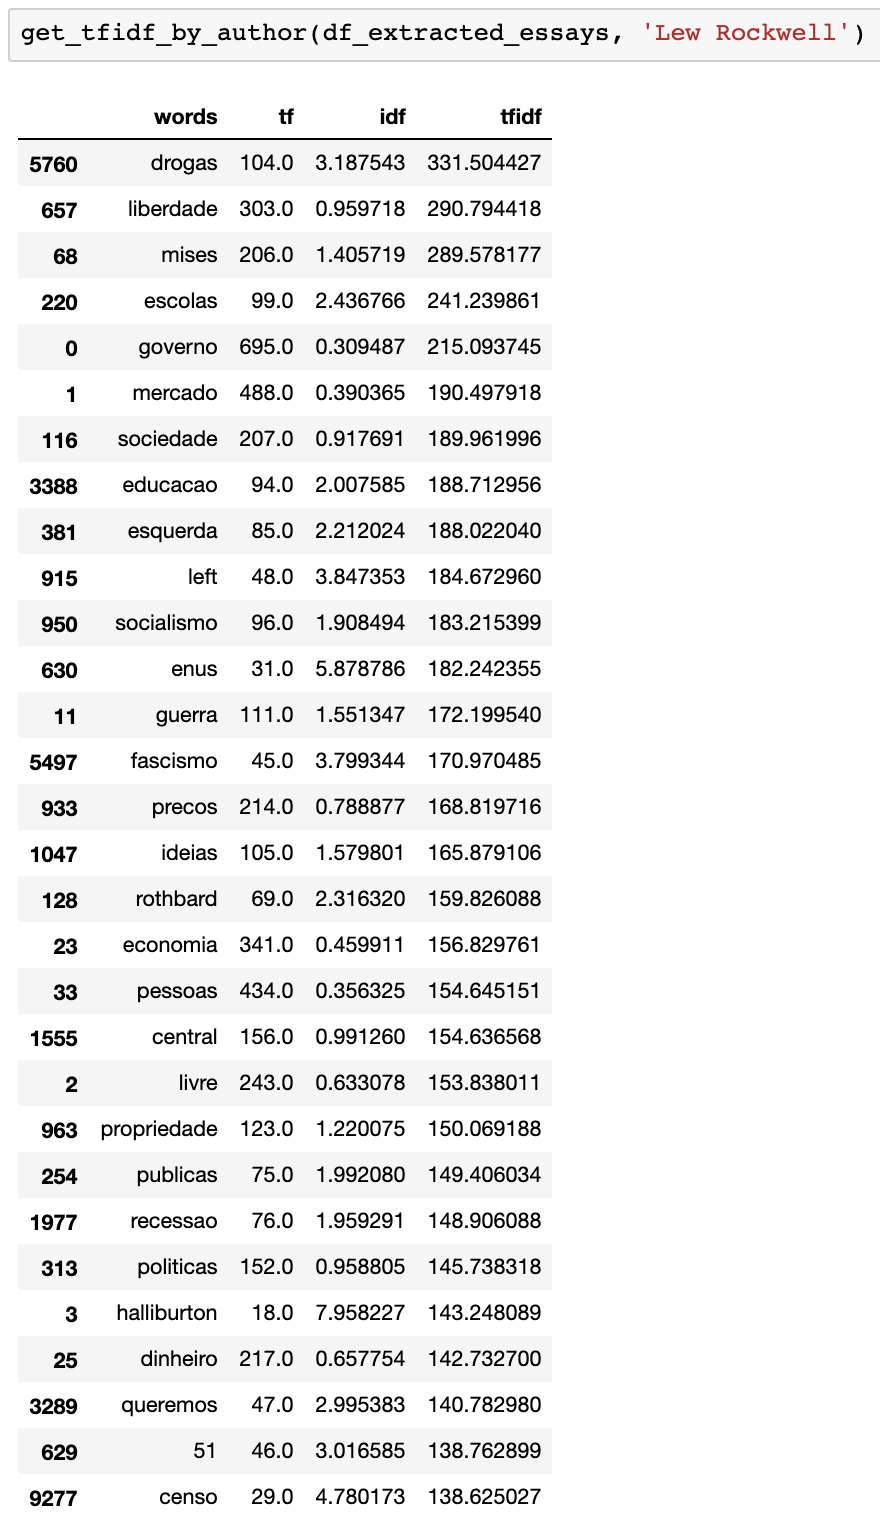 get_tfidf_by_author(df_extracted_essays, 'Lew Rockwell')
words tf idf tfidf
5760 drogas 104.0 3.187543 331.504427
657 liberdade 303.0 0.959718 290.794418
68 mises 206.0 1.405719 289.578177
220 escolas 99.0 2.436766 241.239861
0 governo 695.0 0.309487 215.093745
1 mercado 488.0 0.390365 190.497918
116 sociedade 207.0 0.917691 189.961996
3388 educacao 94.0 2.007585 188.712956
381 esquerda 85.0 2.212024 188.022040
915 left 48.0 3.847353 184.672960
950 socialismo 96.0 1.908494 183.215399
630 enus 31.0 5.878786 182.242355
11 guerra 111.0 1.551347 172.199540
5497 fascismo 45.0 3.799344 170.970485
933 precos 214.0 0.788877 168.819716
1047 ideias 105.0 1.579801 165.879106
128 rothbard 69.0 2.316320 159.826088
23 economia 341.0 0.459911 156.829761
33 pessoas 434.0 0.356325 154.645151
1555 central 156.0 0.991260 154.636568
2 livre 243.0 0.633078 153.838011
963 propriedade 123.0 1.220075 150.069188
254 publicas 75.0 1.992080 149.406034
1977 recessao 76.0 1.959291 148.906088
313 politicas 152.0 0.958805 145.738318
3 halliburton 18.0 7.958227 143.248089
25 dinheiro 217.0 0.657754 142.732700
3289 queremos 47.0 2.995383 140.782980
629 51 46.0 3.016585 138.762899
9277 censo 29.0 4.780173 138.625027